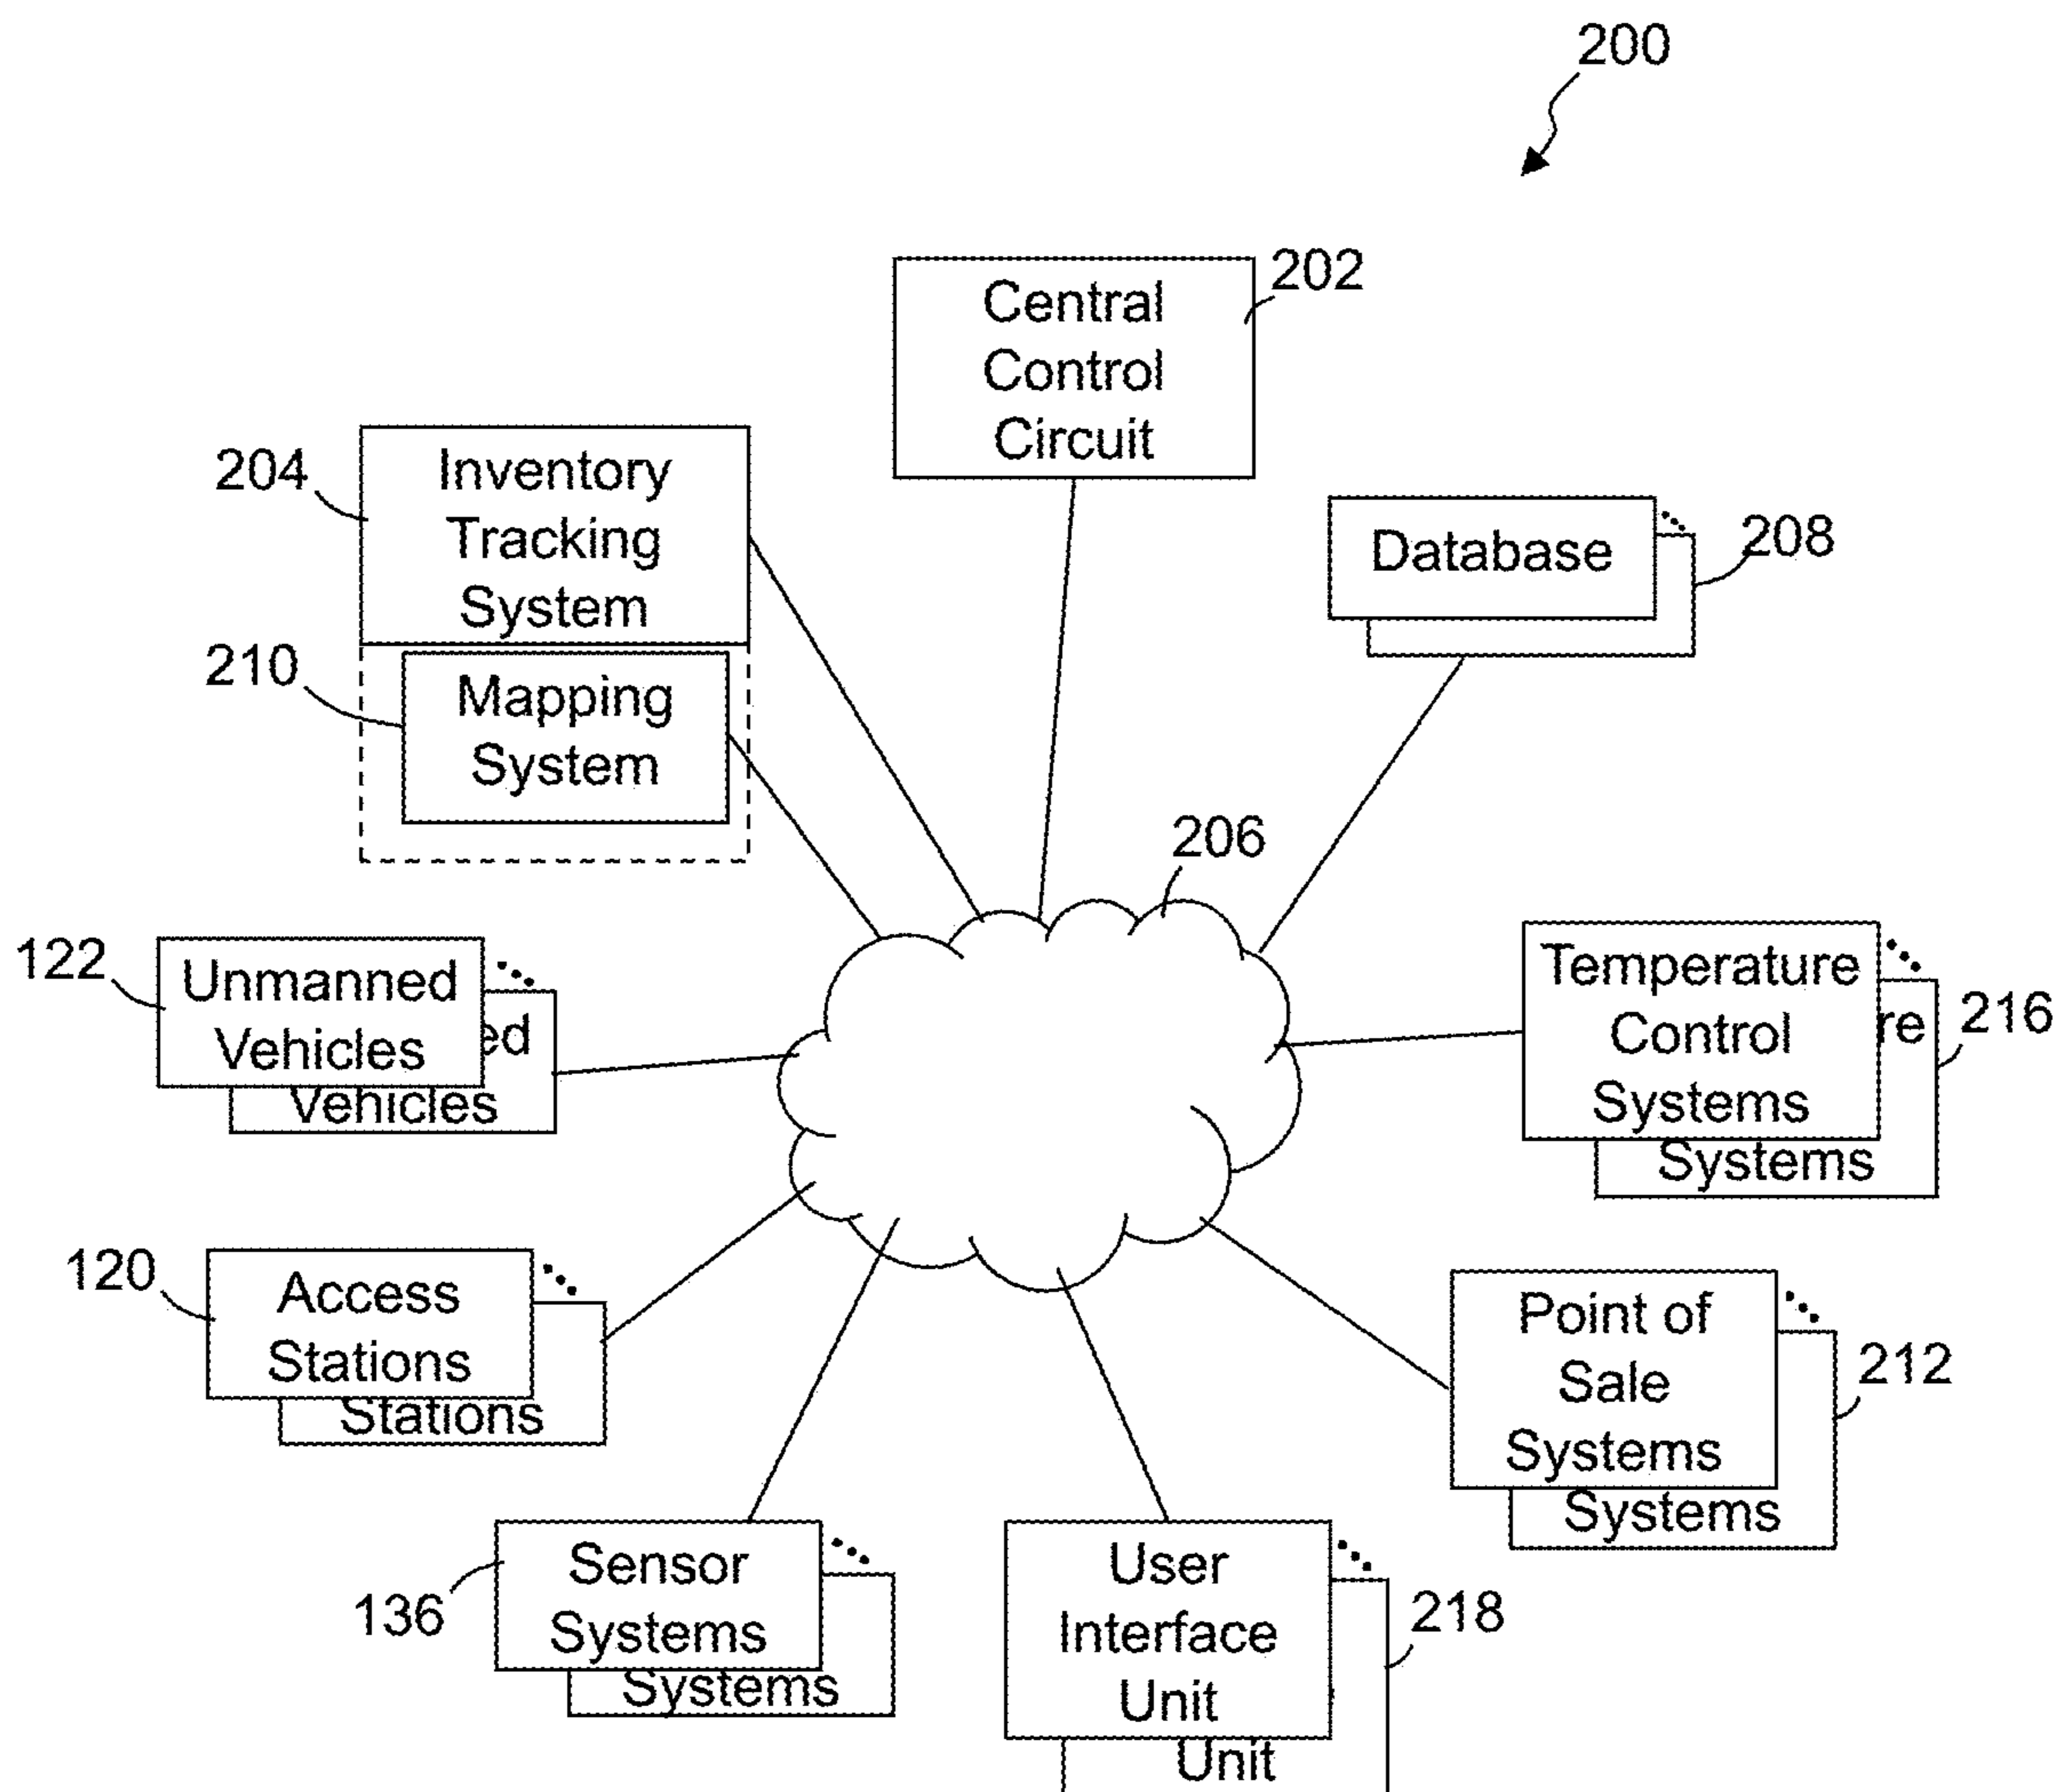 200
202
Central
Control
Circuit
204
Inventory
Tracking
System
208
Database
210
Mapping
System
206
122
Unmanned
Vehicles
ed
Vehicles
Temperature
Control
Systems
re
Systems
216
120
Access
Stations
Stations
Point of
Sale
Systems
Systems
212
136
Sensor
Systems
Systems
User
Interface
Unit
Unit
218